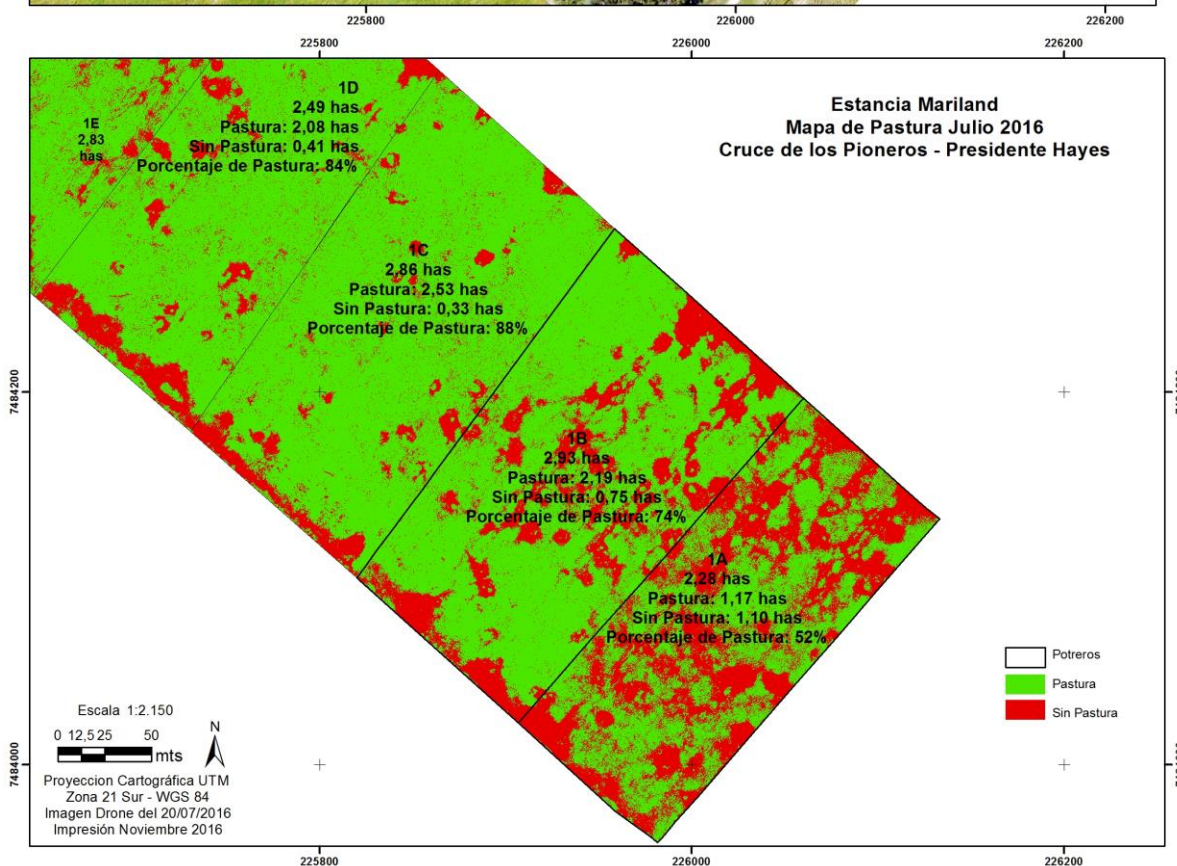 225800
226000
226200
225800
226000
226200
Estancia Mariland
Mapa de Pastura Julio 2016
Cruce de los Pioneros - Presidente Hayes
1E
2,83
has
1D
2,49 has
Pastura: 2,08 has
Sin Pastura: 0,41 has
Porcentaje de Pastura: 84%
1C
2,86 has
Pastura: 2,53 has
Sin Pastura: 0,33 has
Porcentaje de Pastura: 88%
7484200
1B
2,93 has
Pastura: 2,19 has
Sin Pastura: 0,75 has
Porcentaje de Pastura: 74%
1A
2,28 has
Pastura: 1,17 has
Sin Pastura: 1,10 has
Porcentaje de Pastura: 52%
Potreros
Pastura
Sin Pastura
Escala 1:2.150
0 12,5 25 50
mts
N
7484000
Proyeccion Cartográfica UTM
Zona 21 Sur - WGS 84
Imagen Drone del 20/07/2016
Impresión Noviembre 2016
225800
226000
226200